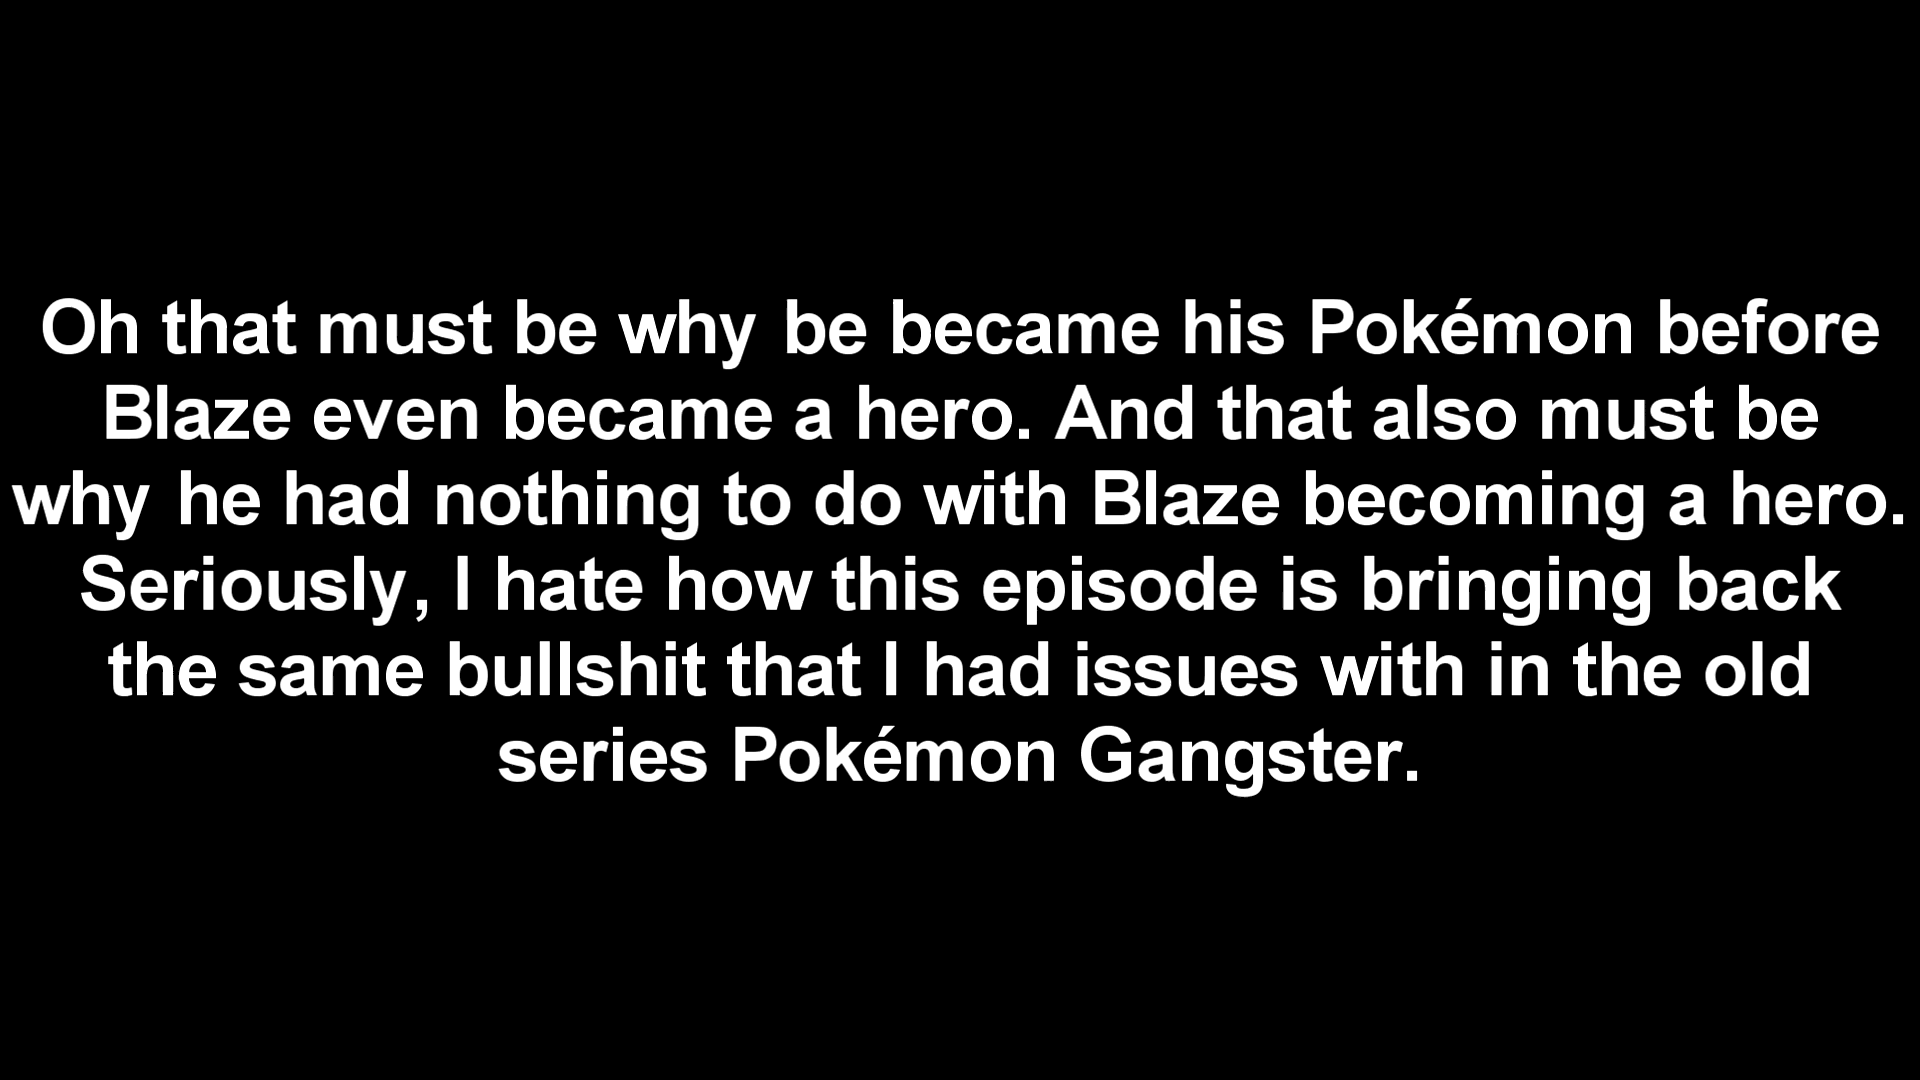 Oh that must be why be became his Pokémon before
Blaze even became a hero. And that also must be
why he had nothing to do with Blaze becoming a hero.
Seriously, I hate how this episode is bringing back
the same bullshit that I had issues with in the old
series Pokémon Gangster.